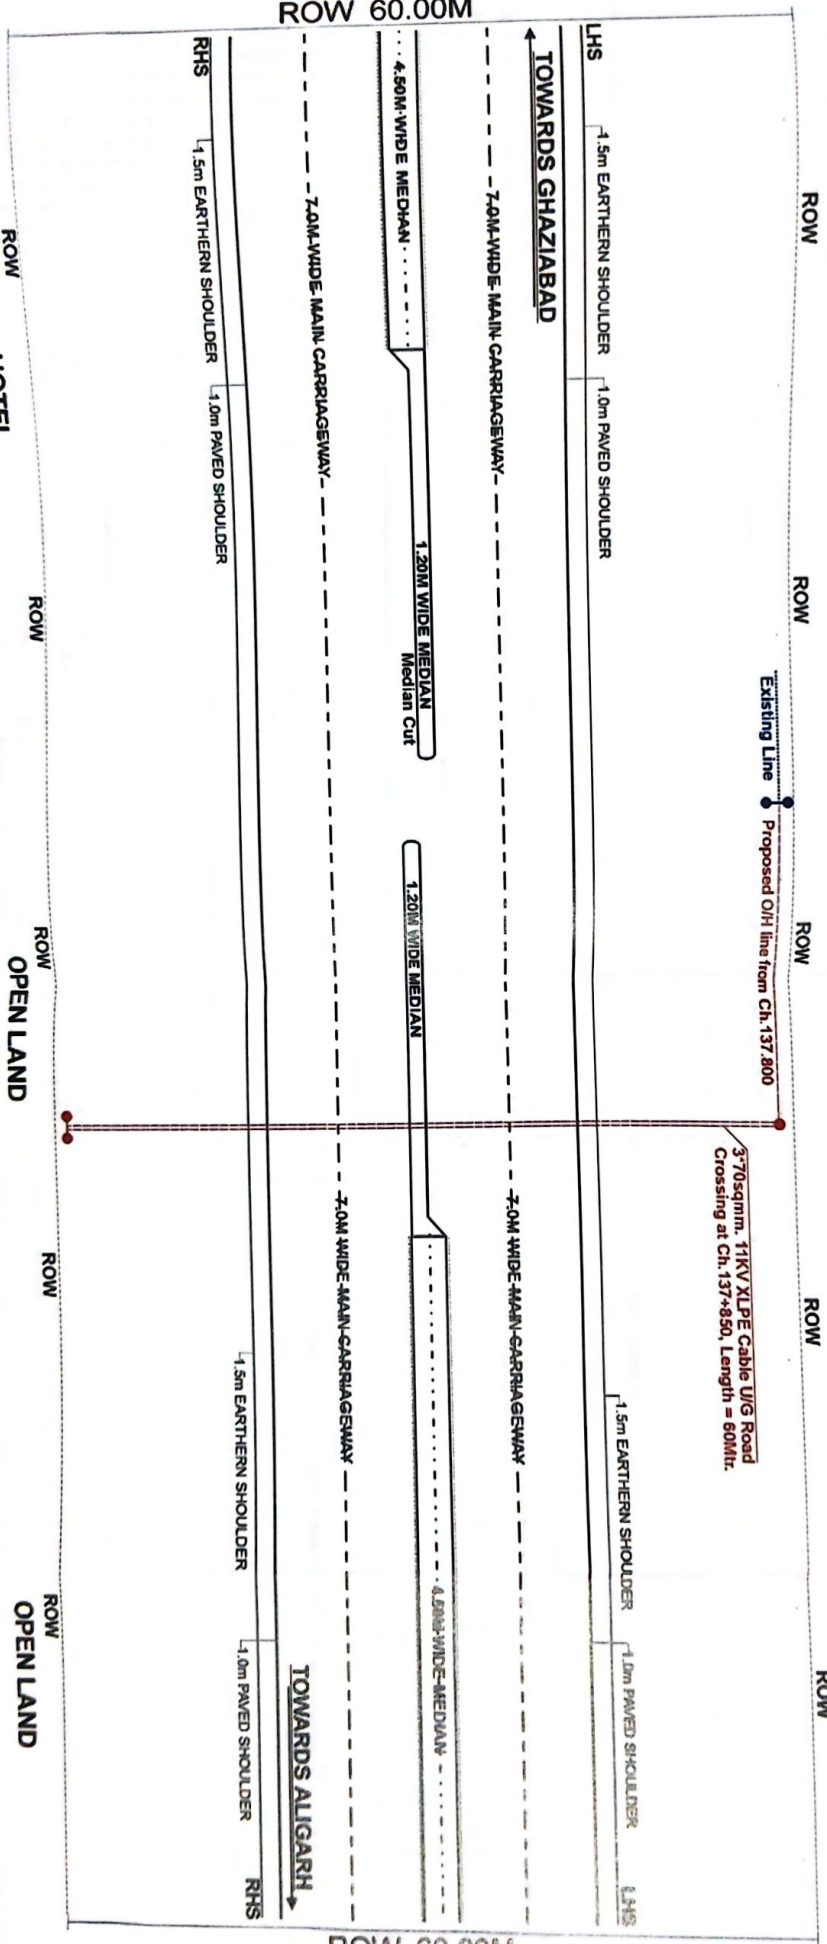 ROW 60.00M
LHS
RHS
TOWARDS GHAZIABAD
4.50M WIDE MEDIAN
7.0M WIDE MAIN CARRIAGEWAY
7.0M WIDE MAIN CARRIAGEWAY
1.5m EARTHERN SHOULDER
1.5m EARTHERN SHOULDER
1.0m PAVED SHOULDER
1.0m PAVED SHOULDER
ROW
ROW
ROW
ROW
ROW
ROW
ROW
ROW
ROW
ROW
HOTEL
1.20M WIDE MEDIAN
Median Cut
1.20M WIDE MEDIAN
Existing Line
Proposed O/H line from Ch.137.800
3*70sqmm. 11KV XLPE Cable U/G Road
Crossing at Ch.137+850, Length = 60Mtr.
OPEN LAND
7.0M WIDE MAIN CARRIAGEWAY
7.0M WIDE MAIN CARRIAGEWAY
1.5m EARTHERN SHOULDER
1.5m EARTHERN SHOULDER
4.50M WIDE MEDIAN
1.0m PAVED SHOULDER
1.0m PAVED SHOULDER
TOWARDS ALIGARH
OPEN LAND
LHS
RHS
ROW